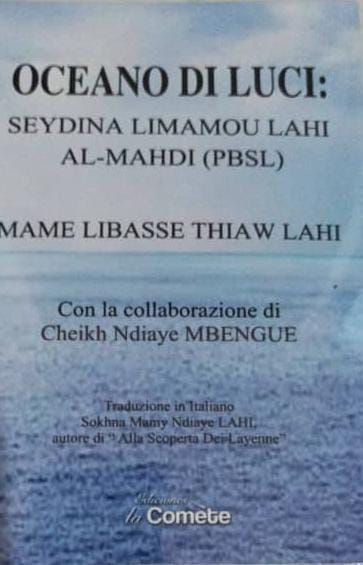 OCEANO DI LUCI:
SEYDINA LIMAMOU LAHI
AL-MAHDI (PBSL)
MAME LIBASSE THIAW LAHI
Con la collaborazione di
Cheikh Ndiaye MBENGUE
Traduzione in Italiano
Sokhna Mamy Ndiaye LAHI,
autore di “ Alla Scoperta Dei Layenne”
la Comète